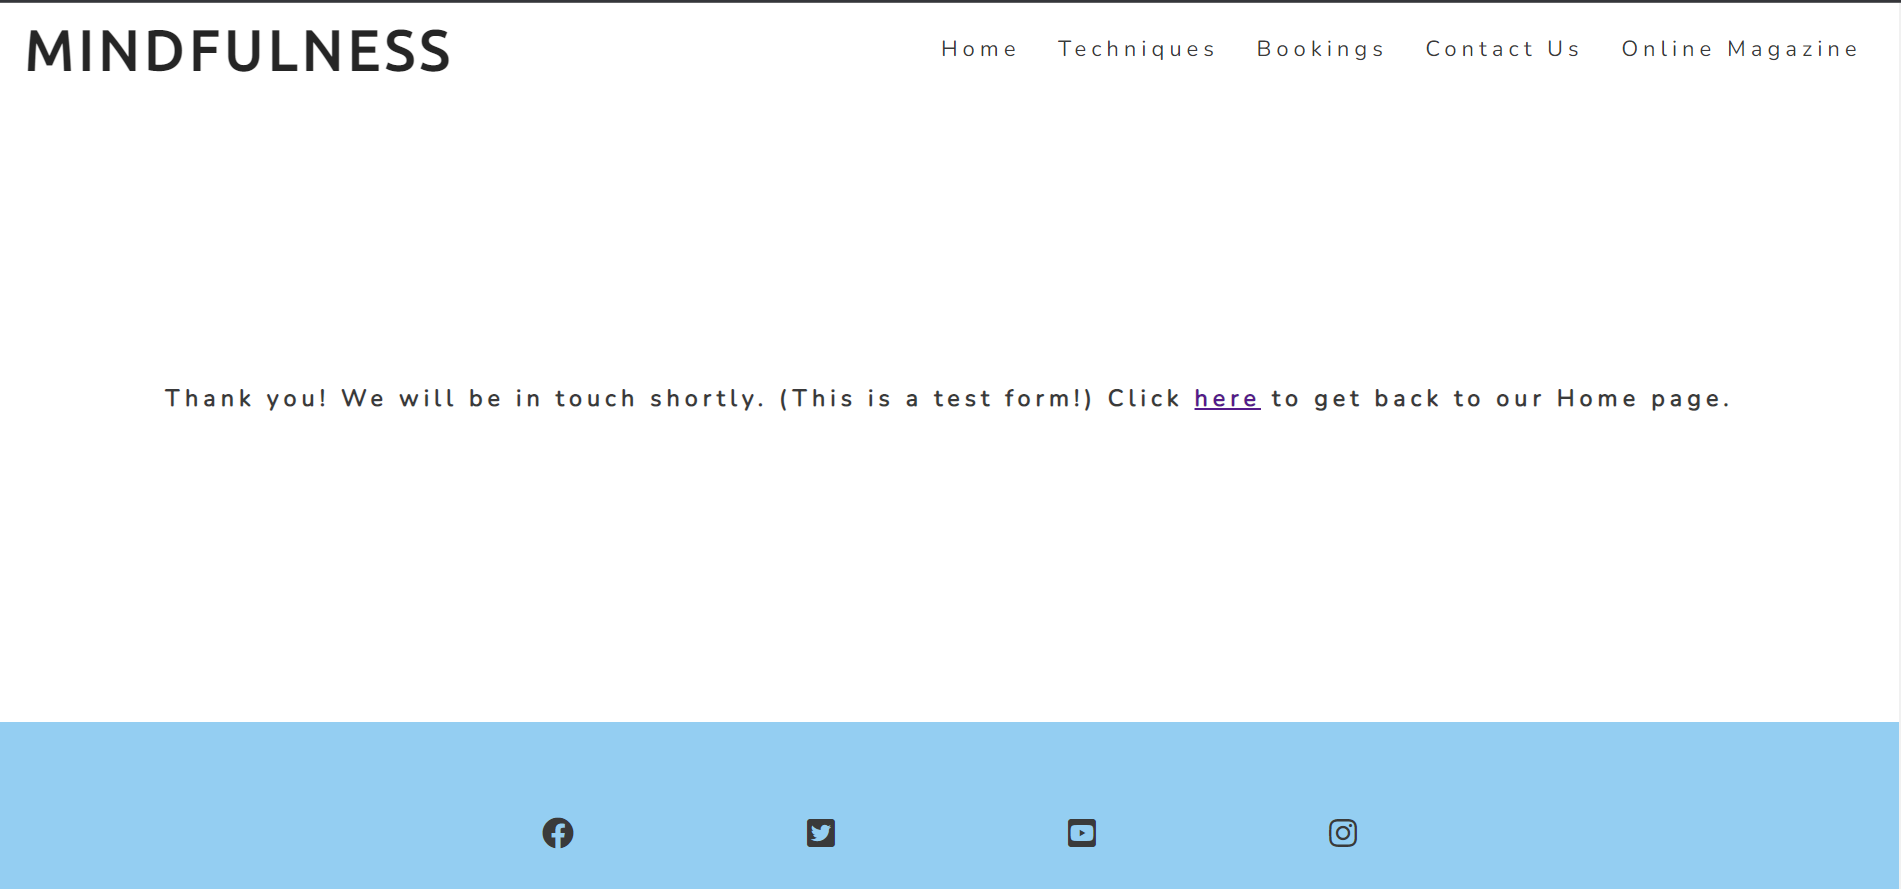 MINDFULNESS
Home Techniques Bookings Contact Us Online Magazine
Thank you! We will be in touch shortly. (This is a test form!) Click here to get back to our Home page.